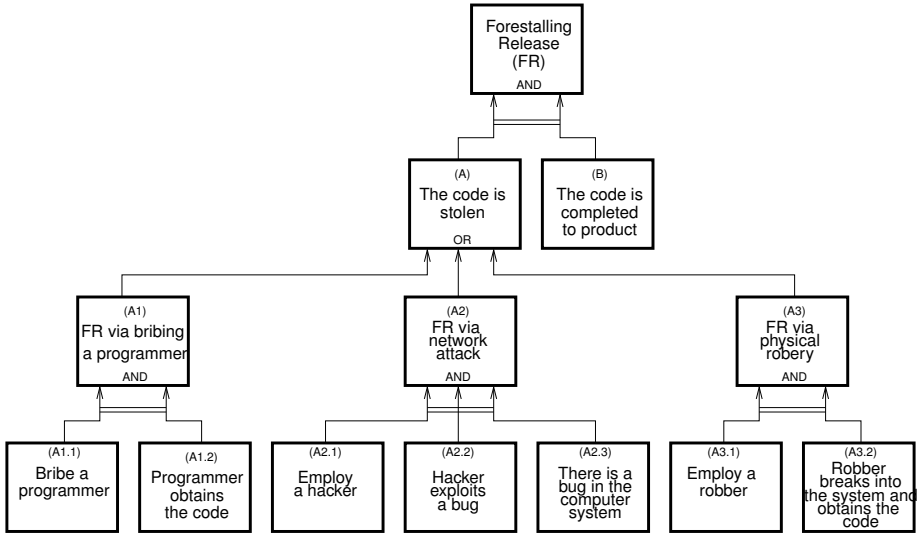 Forestalling
Release
(FR)
AND
(A)
The code is
stolen
OR
(B)
The code is
completed
to product
(A1)
FR via bribing
a programmer
AND
(A2)
FR via
network
attack
AND
(A3)
FR via
physical
robery
AND
(A1.1)
Bribe a
programmer
(A1.2)
Programmer
obtains
the code
(A2.1)
Employ
a hacker
(A2.2)
Hacker
exploits
a bug
(A2.3)
There is a
bug in the
computer
system
(A3.1)
Employ a
robber
(A3.2)
Robber
breaks into
the system and
obtains the
code